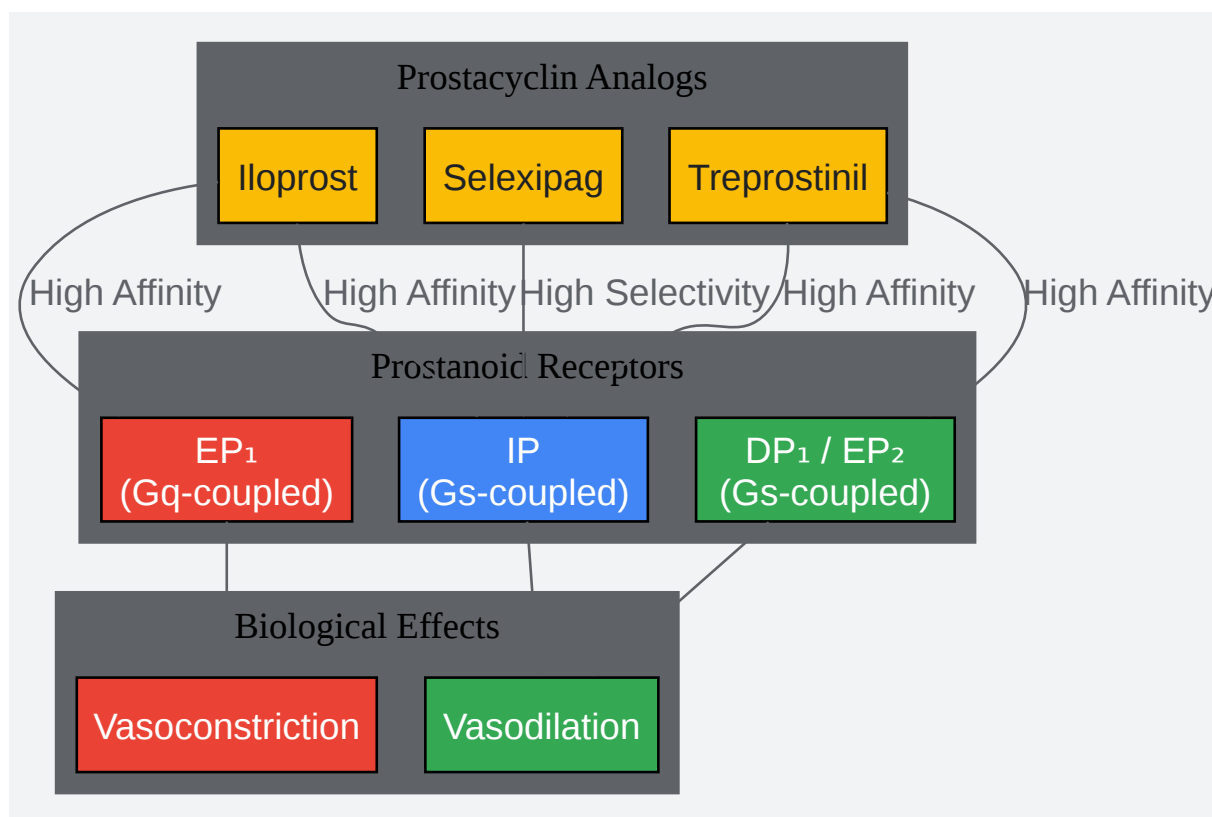 Prostacyclin Analogs
Iloprost
Selexipag
Treprostinil
High Affinity
High Affinity
High Selectivity
High Affinity
High Affinity
Prostanoid Receptors
EP₁
(Gq-coupled)
IP
(Gs-coupled)
DP₁ / EP₂
(Gs-coupled)
Biological Effects
Vasoconstriction
Vasodilation